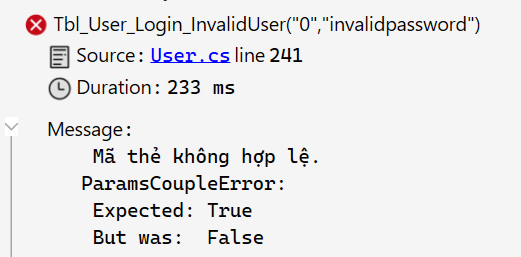 Tbl_User_Login_InvalidUser("0","invalidpassword")
Source: User.cs line 241
Duration: 233 ms
Message:
Mã thẻ không hợp lệ.
ParamsCoupleError:
Expected: True
But was:  False